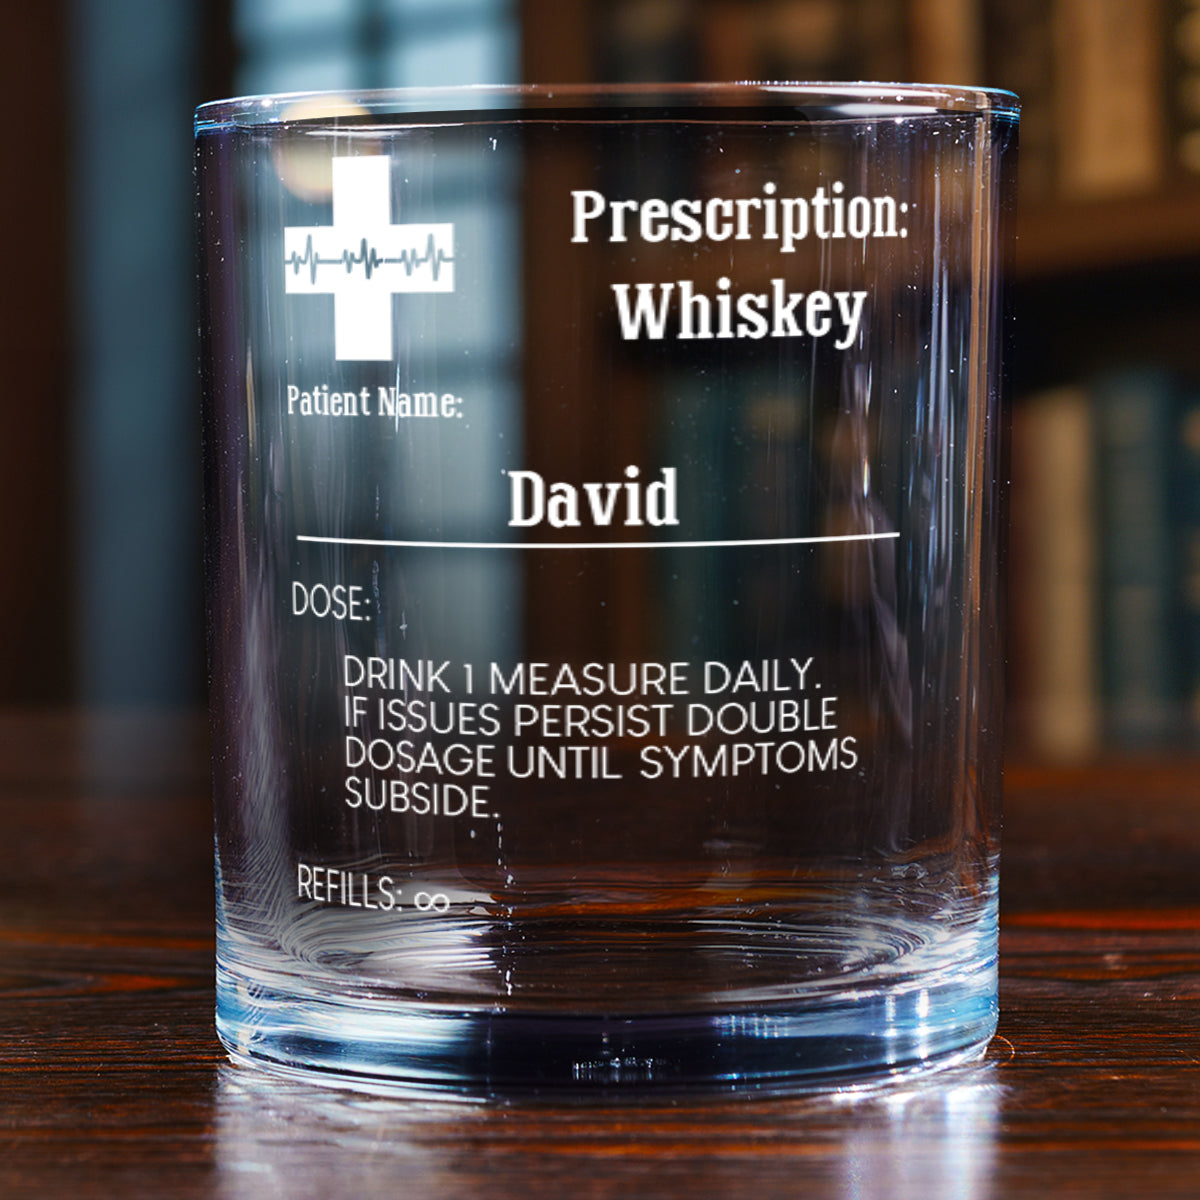 Prescription:
Whiskey
Patient Name:
David
DOSE:
DRINK 1 MEASURE DAILY.
IF ISSUES PERSIST DOUBLE
DOSAGE UNTIL SYMPTOMS
SUBSIDE.
REFILLS: ∞